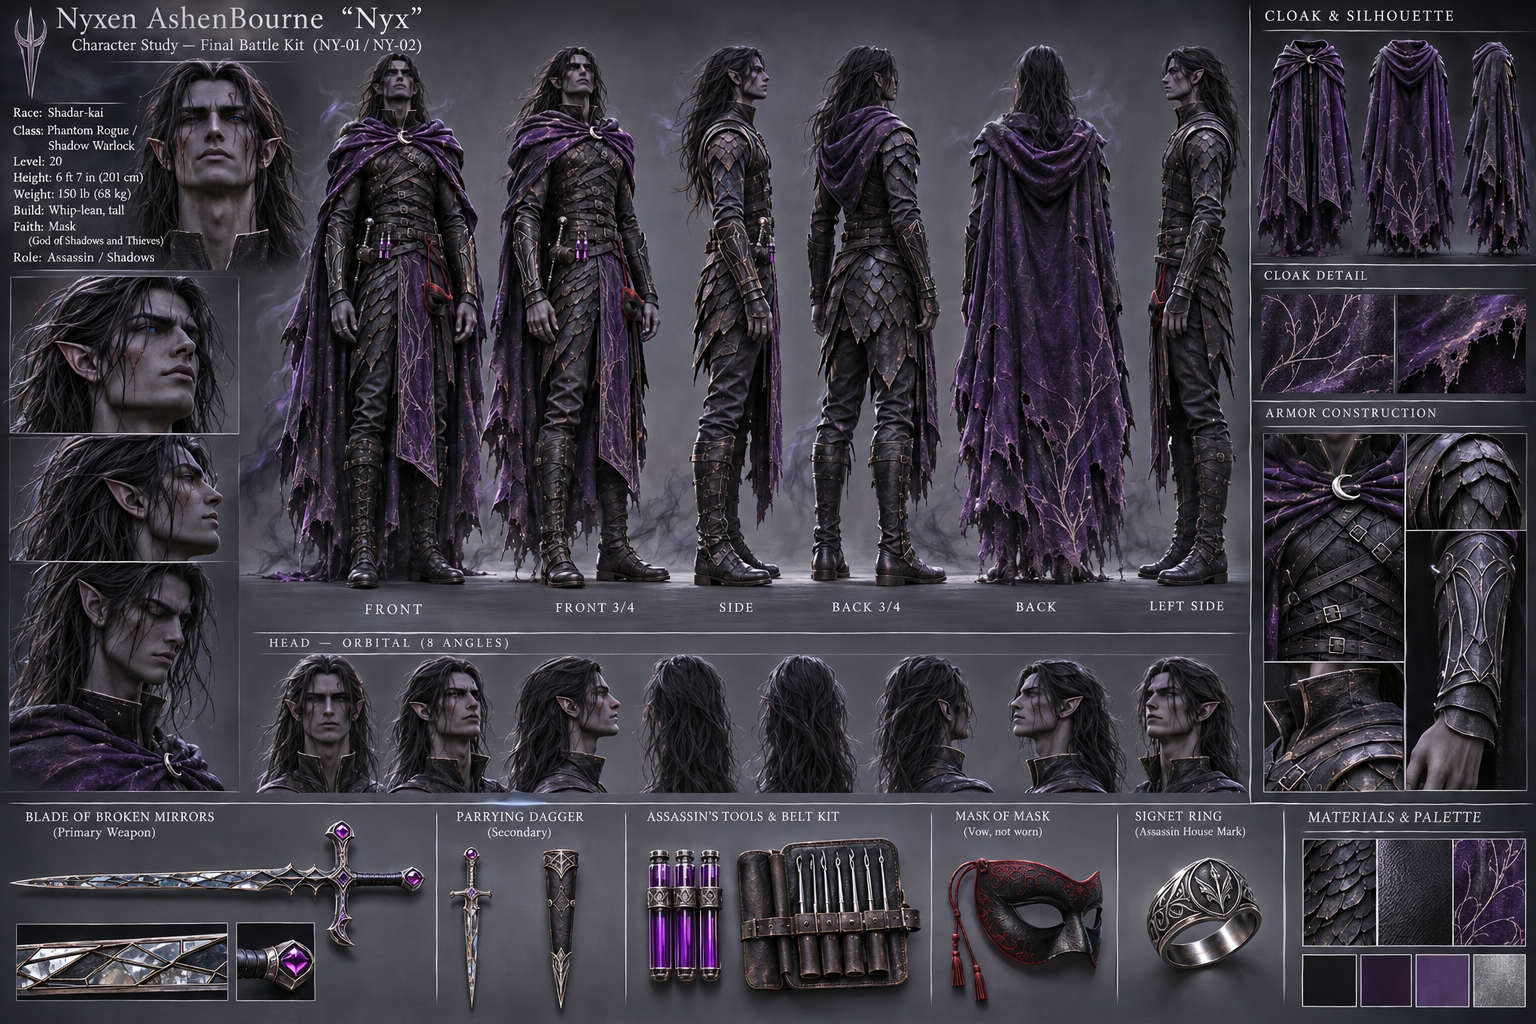 Nyxen AshenBourne “Nyx”
Character Study — Final Battle Kit (NY-01 / NY-02)
Race: Shadar-kai
Class: Phantom Rogue /
Shadow Warlock
Level: 20
Height: 6 ft 7 in (201 cm)
Weight: 150 lb (68 kg)
Build: Whip-lean, tall
Faith: Mask
(God of Shadows and Thieves)
Role: Assassin / Shadows
FRONT
FRONT 3/4
SIDE
BACK 3/4
BACK
LEFT SIDE
HEAD — ORBITAL (8 ANGLES)
CLOAK & SILHOUETTE
CLOAK DETAIL
ARMOR CONSTRUCTION
BLADE OF BROKEN MIRRORS
(Primary Weapon)
PARRYING DAGGER
(Secondary)
ASSASSIN'S TOOLS & BELT KIT
MASK OF MASK
(Vow, not worn)
SIGNET RING
(Assassin House Mark)
MATERIALS & PALETTE